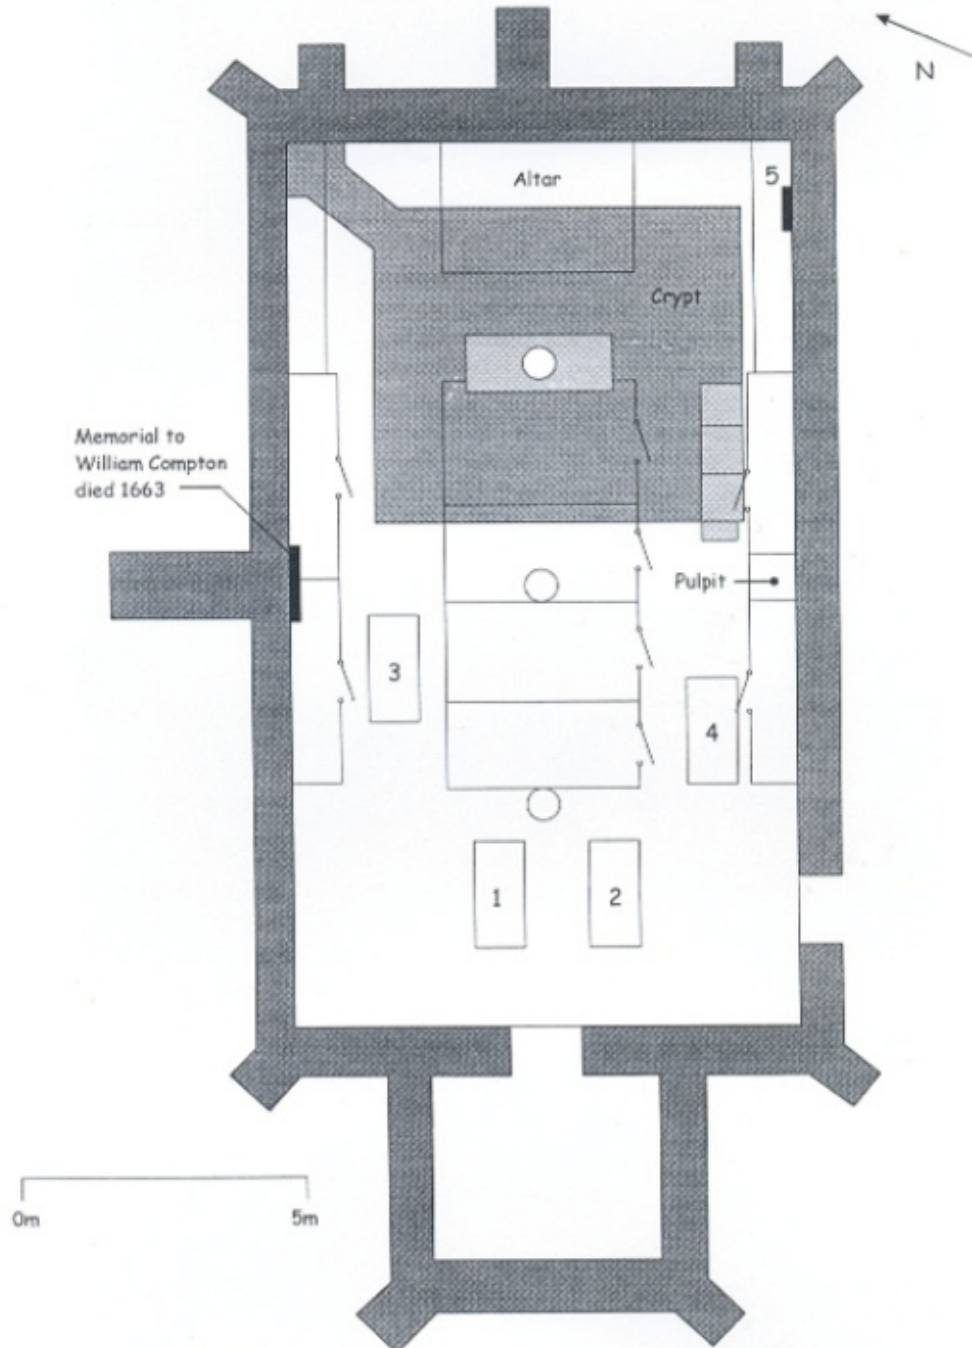 N
Altar
5
Crypt
Memorial to
William Compton
died 1663
Pulpit
3
4
1
2
0m
5m